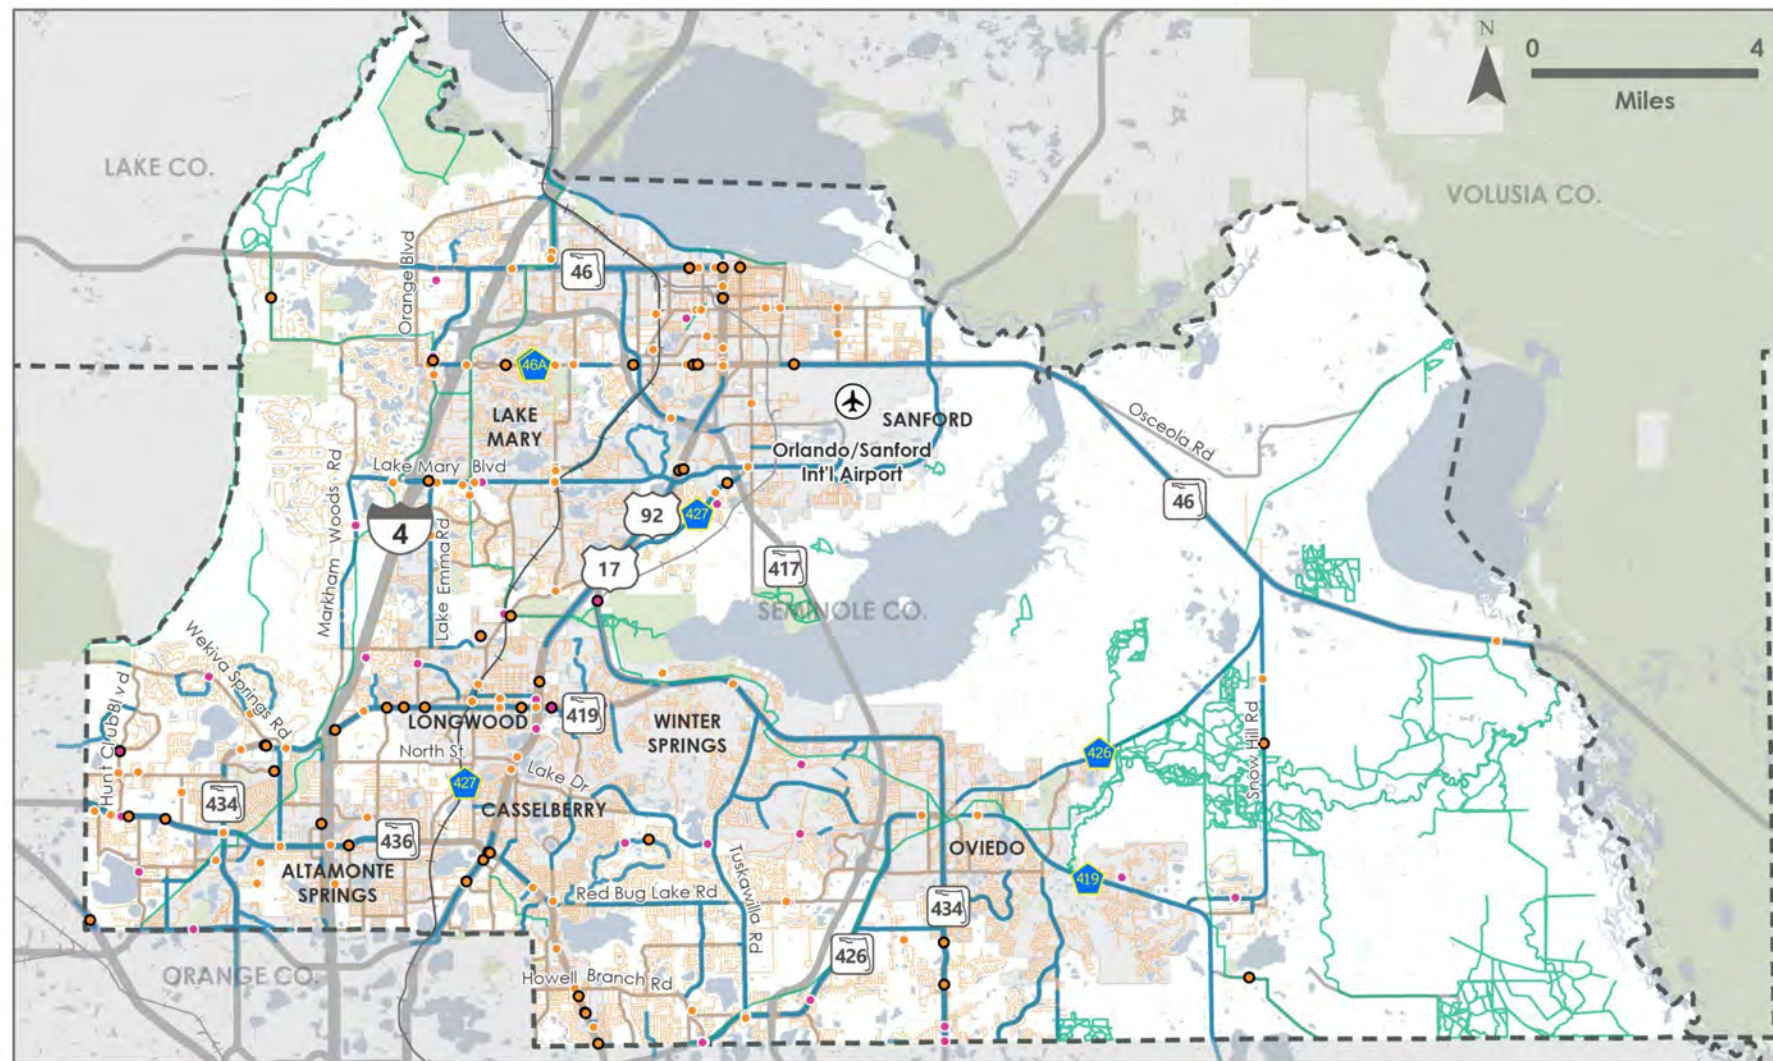 N
0 4
Miles
LAKE CO.
VOLUSIA CO.
Orange Blvd
46
46A
LAKE
MARY
SANFORD
Orlando/Sanford
Int'l Airport
Osceola Rd
Markham Woods Rd
Lake Mary Blvd
46
92
427
4
Lake Emma Rd
17
417
SEMINOLE CO.
Wekiva Springs Rd
Hunt Club Blvd
LONGWOOD
419
WINTER
SPRINGS
North St
426
Snow Hill Rd
427
Lake Dr
434
CASSELBERRY
436
OVIEDO
ALTAMONTE
SPRINGS
Tuskawilla Rd
419
Red Bug Lake Rd
434
426
ORANGE CO.
Howell Branch Rd